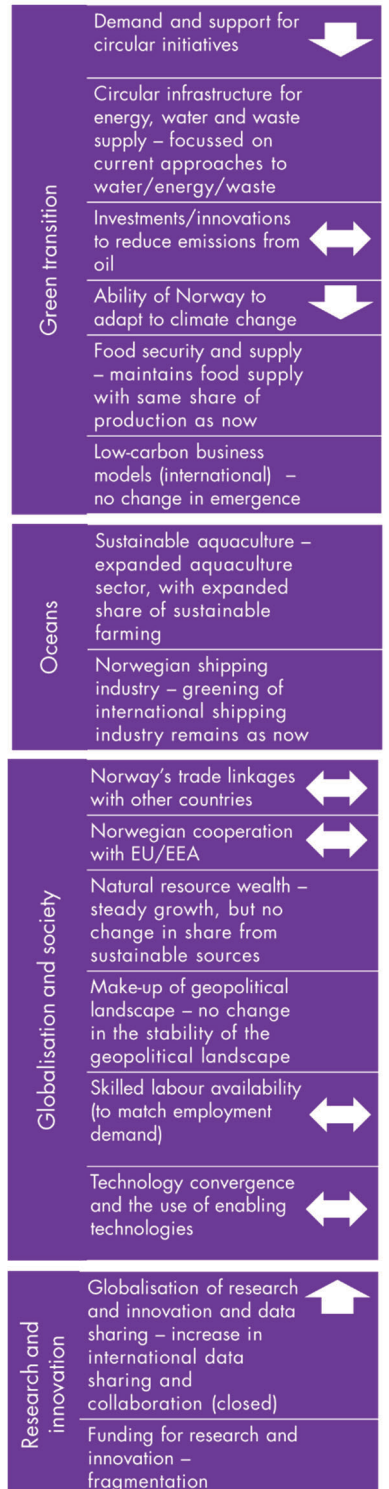 Green transition
Demand and support for
circular initiatives
Circular infrastructure for
energy, water and waste
supply – focussed on
current approaches to
water/energy/waste
Investments/innovations
to reduce emissions from
oil
Ability of Norway to
adapt to climate change
Food security and supply
– maintains food supply
with same share of
production as now
Low-carbon business
models (international) –
no change in emergence
Oceans
Sustainable aquaculture –
expanded aquaculture
sector, with expanded
share of sustainable
farming
Norwegian shipping
industry – greening of
international shipping
industry remains as now
Globalisation and society
Norway's trade linkages
with other countries
Norwegian cooperation
with EU/EEA
Natural resource wealth –
steady growth, but no
change in share from
sustainable sources
Make-up of geopolitical
landscape – no change
in the stability of the
geopolitical landscape
Skilled labour availability
(to match employment
demand)
Technology convergence
and the use of enabling
technologies
Research and
innovation
Globalisation of research
and innovation and data
sharing – increase in
international data
sharing and
collaboration (closed)
Funding for research and
innovation –
fragmentation